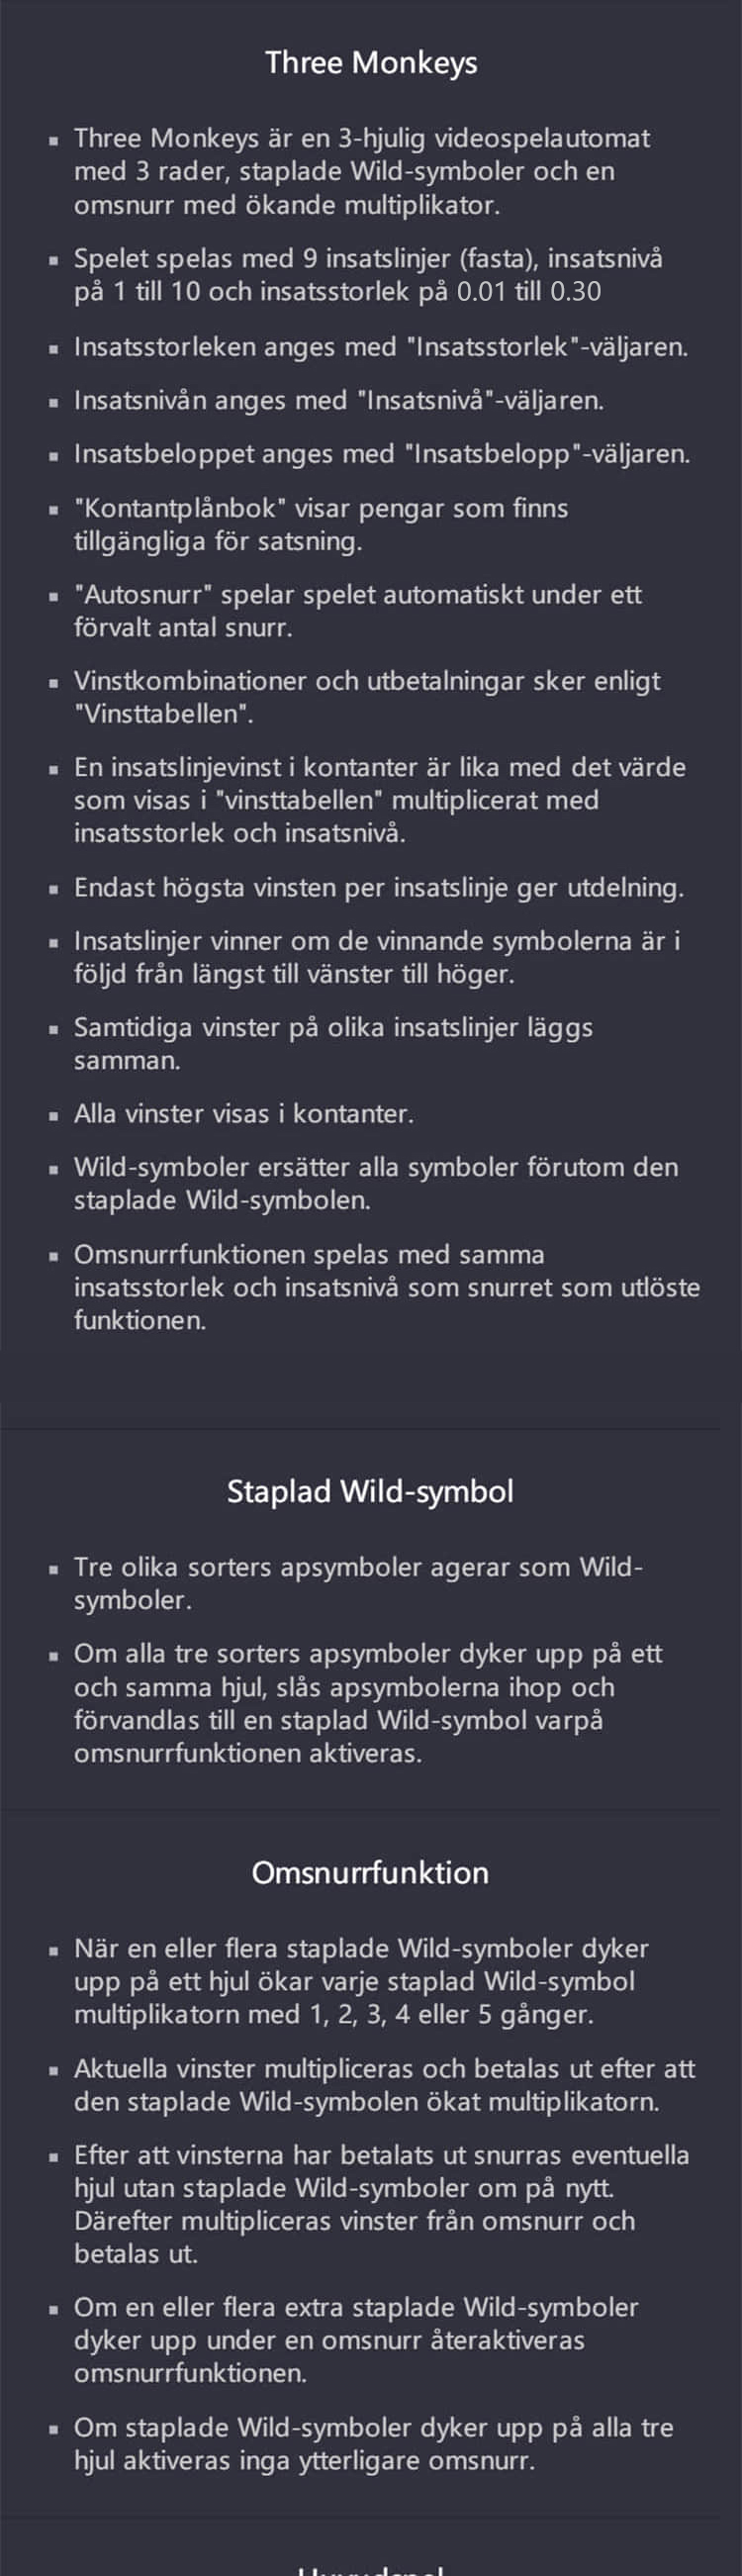 Three Monkeys
▪ Three Monkeys är en 3-hjulig videospelautomat
med 3 rader, staplade Wild-symboler och en
omsnurr med ökande multiplikator.
▪ Spelet spelas med 9 insatslinjer (fasta), insatsnivå
på 1 till 10 och insatsstorlek på 0.01 till 0.30
▪ Insatsstorleken anges med "Insatsstorlek"-väljaren.
▪ Insatsnivån anges med "Insatsnivå"-väljaren.
▪ Insatsbeloppet anges med "Insatsbelopp"-väljaren.
▪ "Kontantplånbok" visar pengar som finns
tillgängliga för satsning.
▪ "Autosnurr" spelar spelet automatiskt under ett
förvalt antal snurr.
▪ Vinstkombinationer och utbetalningar sker enligt
"Vinsttabellen".
▪ En insatslinjevinst i kontanter är lika med det värde
som visas i "vinsttabellen" multiplicerat med
insatsstorlek och insatsnivå.
▪ Endast högsta vinsten per insatslinje ger utdelning.
▪ Insatslinjer vinner om de vinnande symbolerna är i
följd från längst till vänster till höger.
▪ Samtidiga vinster på olika insatslinjer läggs
samman.
▪ Alla vinster visas i kontanter.
▪ Wild-symboler ersätter alla symboler förutom den
staplade Wild-symbolen.
▪ Omsnurrfunktionen spelas med samma
insatsstorlek och insatsnivå som snurret som utlöste
funktionen.
Staplad Wild-symbol
▪ Tre olika sorters apsymboler agerar som Wild-
symboler.
▪ Om alla tre sorters apsymboler dyker upp på ett
och samma hjul, slås apsymbolerna ihop och
förvandlas till en staplad Wild-symbol varpå
omsnurrfunktionen aktiveras.
Omsnurrfunktion
▪ När en eller flera staplade Wild-symboler dyker
upp på ett hjul ökar varje staplad Wild-symbol
multiplikatorn med 1, 2, 3, 4 eller 5 gånger.
▪ Aktuella vinster multipliceras och betalas ut efter att
den staplade Wild-symbolen ökat multiplikatorn.
▪ Efter att vinsterna har betalats ut snurras eventuella
hjul utan staplade Wild-symboler om på nytt.
Därefter multipliceras vinster från omsnurr och
betalas ut.
▪ Om en eller flera extra staplade Wild-symboler
dyker upp under en omsnurr återaktiveras
omsnurrfunktionen.
▪ Om staplade Wild-symboler dyker upp på alla tre
hjul aktiveras inga ytterligare omsnurr.